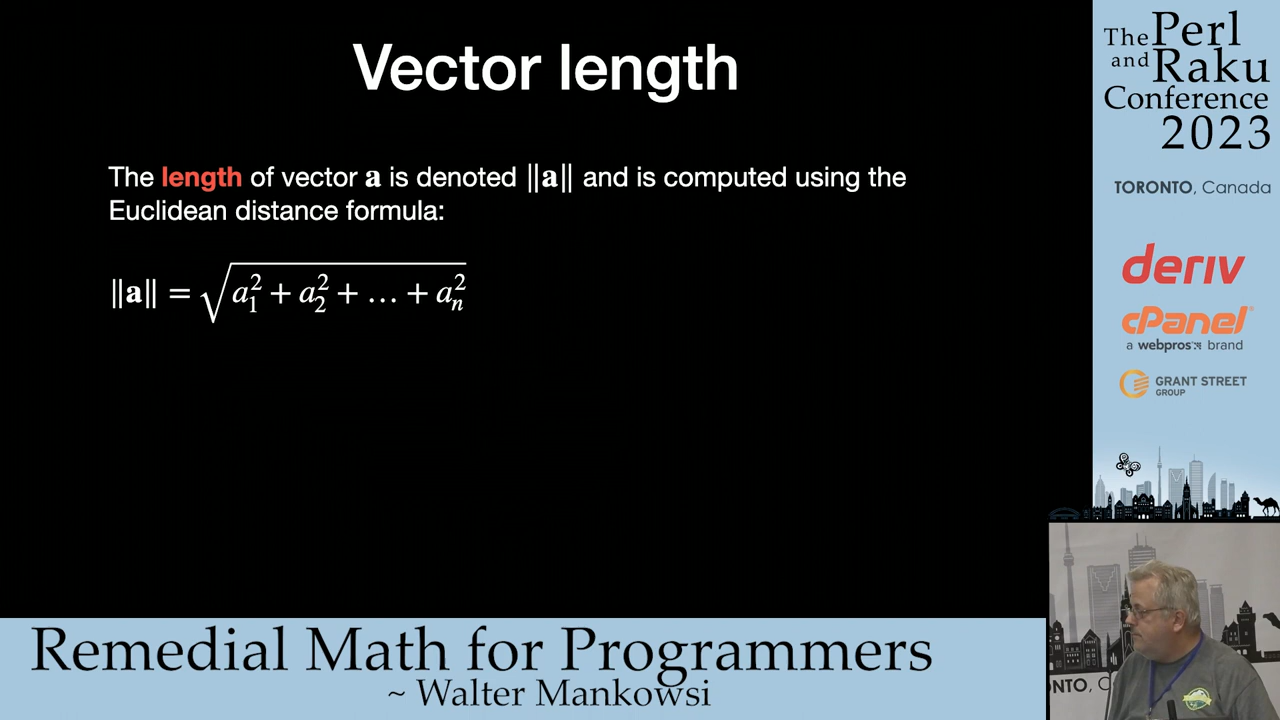 Vector length
The length of vector a is denoted ||a|| and is computed using the
Euclidean distance formula:
||a|| = √(a₁² + a₂² + … + aₙ²)
The Perl
and Raku
Conference
2023
TORONTO, Canada
deriv
cPanel®
a webpros brand
GRANT STREET
GROUP
Remedial Math for Programmers
~ Walter Mankowsi
ONTO, C